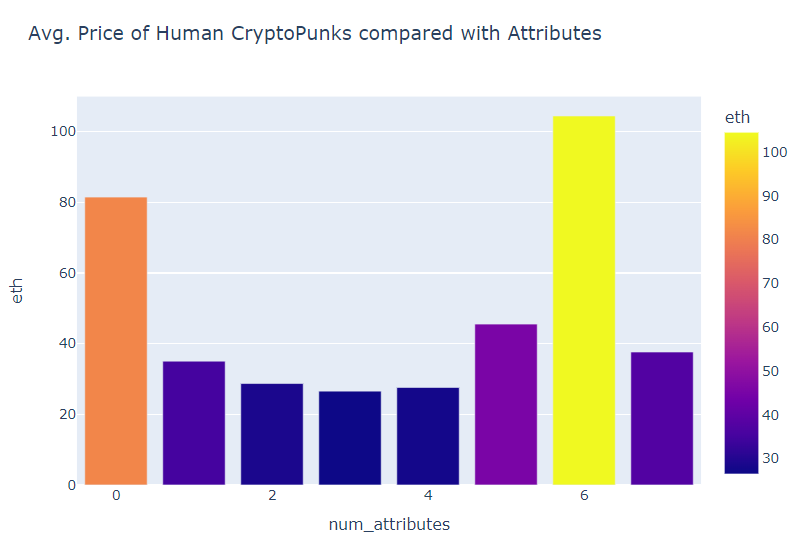 Avg. Price of Human CryptoPunks compared with Attributes
eth
100
80
60
40
20
0
0 2 4 6
num_attributes
eth
100
90
80
70
60
50
40
30